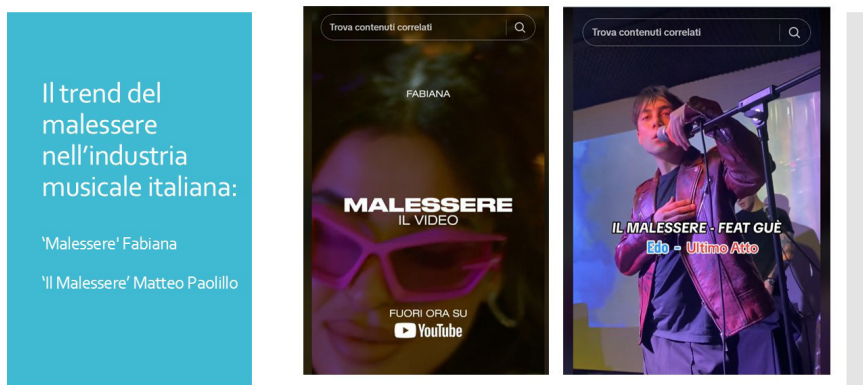 Il trend del
malessere
nell'industria
musicale italiana:
'Malessere' Fabiana
'Il Malessere' Matteo Paolillo
Trova contenuti correlati
FABIANA
MALESSERE
IL VIDEO
FUORI ORA SU
YouTube
Trova contenuti correlati
IL MALESSERE - FEAT GUÈ
Edo - Ultimo Atto